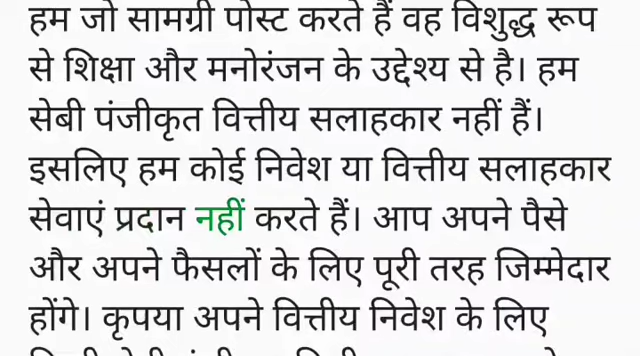 हम जो सामग्री पोस्ट करते हैं वह विशुद्ध रूप
से शिक्षा और मनोरंजन के उद्देश्य से है। हम
सेबी पंजीकृत वित्तीय सलाहकार नहीं हैं।
इसलिए हम कोई निवेश या वित्तीय सलाहकार
सेवाएं प्रदान नहीं करते हैं। आप अपने पैसे
और अपने फैसलों के लिए पूरी तरह जिम्मेदार
होंगे। कृपया अपने वित्तीय निवेश के लिए